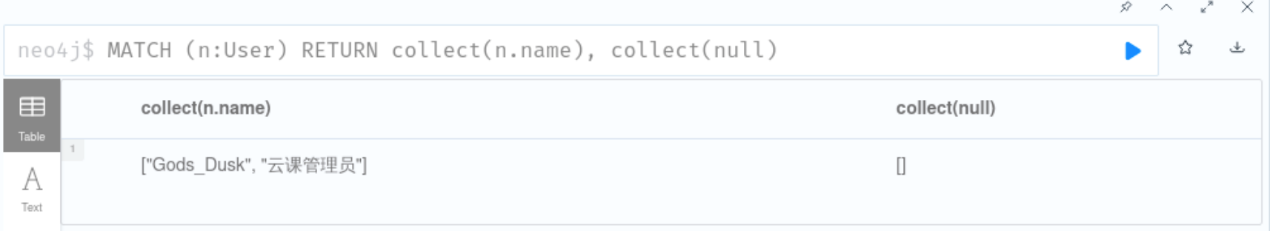 neo4j$ MATCH (n:User) RETURN collect(n.name), collect(null)
Table
collect(n.name) collect(null)
1
["Gods_Dusk", "云课管理员"] []
A
Text